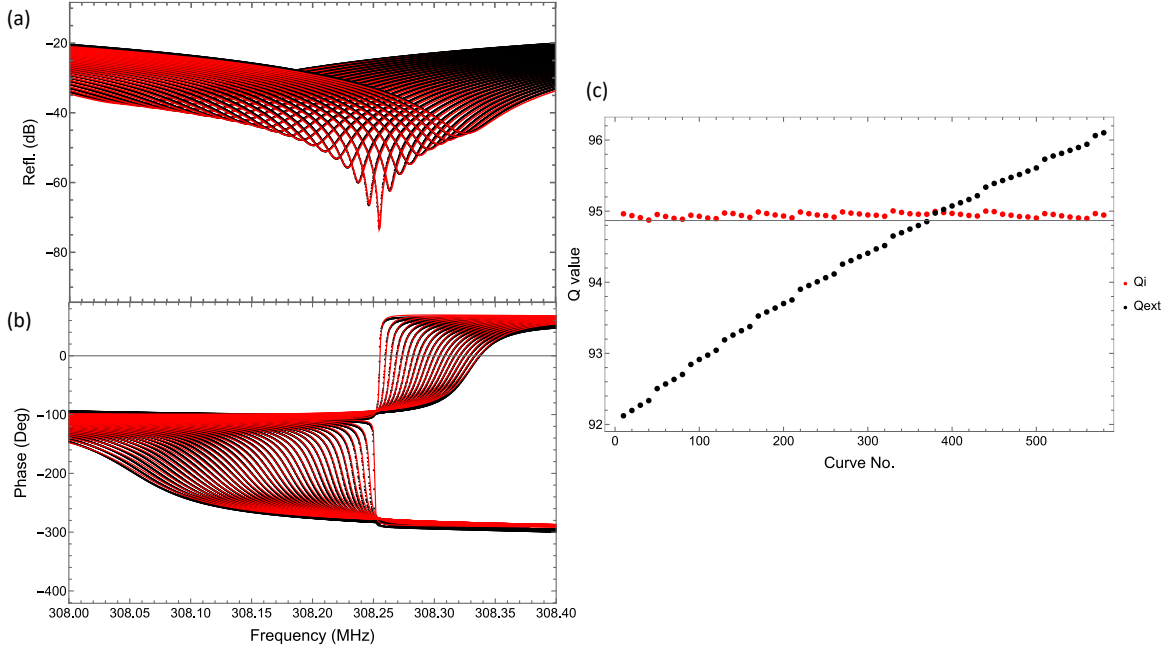 (a)
−20
−40
−60
−80
Refl. (dB)
(b)
0
−100
−200
−300
−400
Phase (Deg)
308.00 308.05 308.10 308.15 308.20 308.25 308.30 308.35 308.40
Frequency (MHz)
(c)
96
95
94
93
92
Q value
0 100 200 300 400 500
Curve No.
Qi
Qext